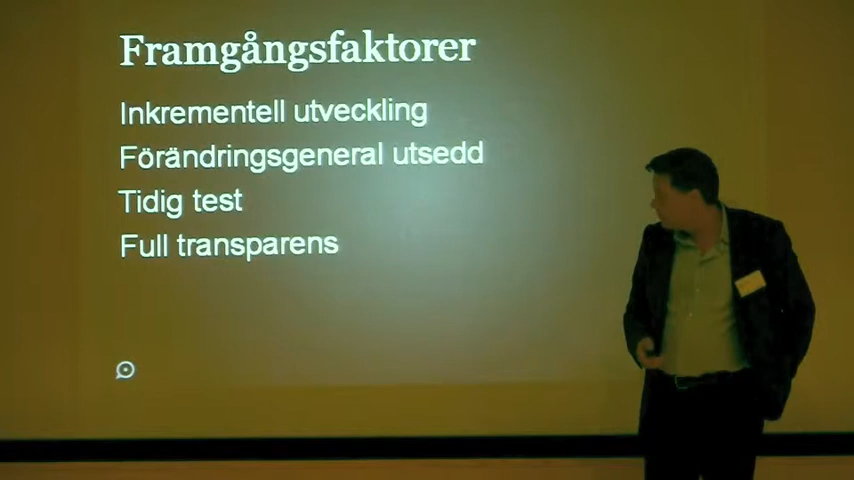 Framgångsfaktorer
Inkrementell utveckling
Förändringsgeneral utsedd
Tidig test
Full transparens